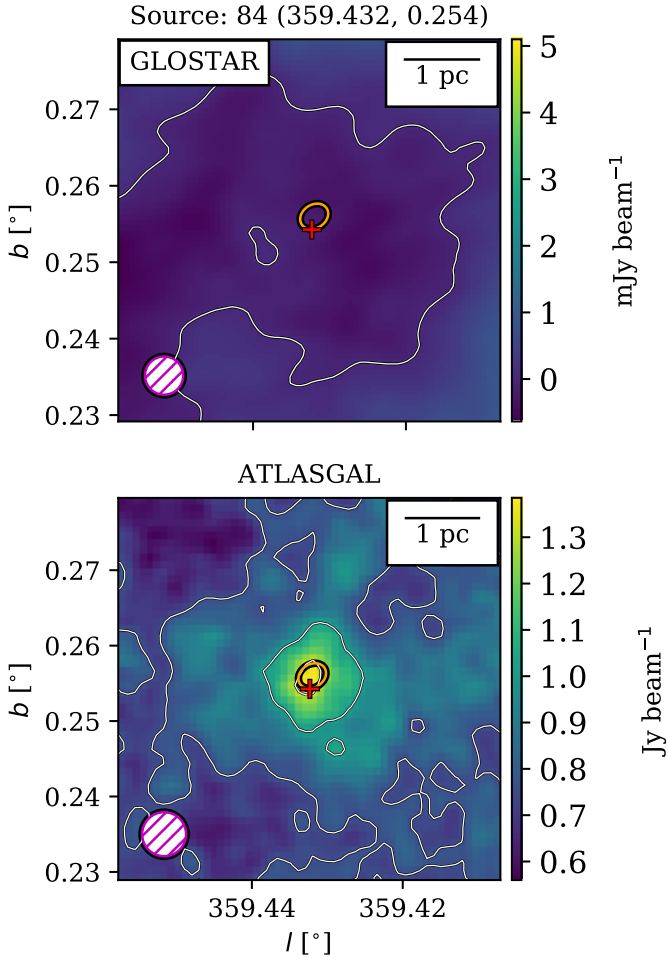 Source: 84 (359.432, 0.254)
GLOSTAR
1 pc
0.27
0.26
0.25
0.24
0.23
b [°]
5
4
3
2
1
0
mJy beam⁻¹
ATLASGAL
1 pc
0.27
0.26
0.25
0.24
0.23
b [°]
1.3
1.2
1.1
1.0
0.9
0.8
0.7
0.6
Jy beam⁻¹
359.44 359.42
l [°]